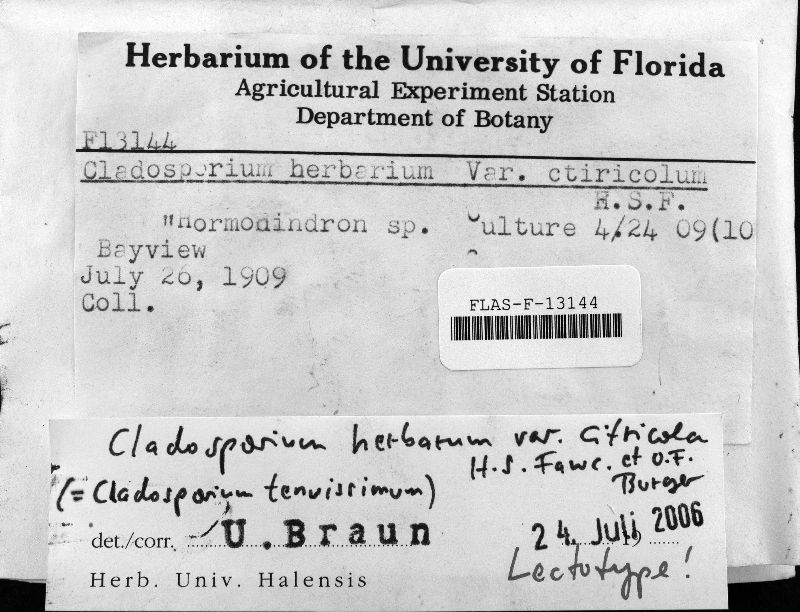 Herbarium of the University of Florida
Agricultural Experiment Station
Department of Botany
F13144
Cladosporium herbarium Var. ctiricolum
H.S.F.
"Hormodindron sp. Culture 4/24 09(10
Bayview
July 26, 1909
Coll.
FLAS-F-13144
Cladosporium herbarum var. citricola
H.S. Fawc. et O.F. Burger
(= Cladosporium tenuissimum)
det./corr. U. Braun 24. Juli 2006
Herb. Univ. Halensis Lectotype!